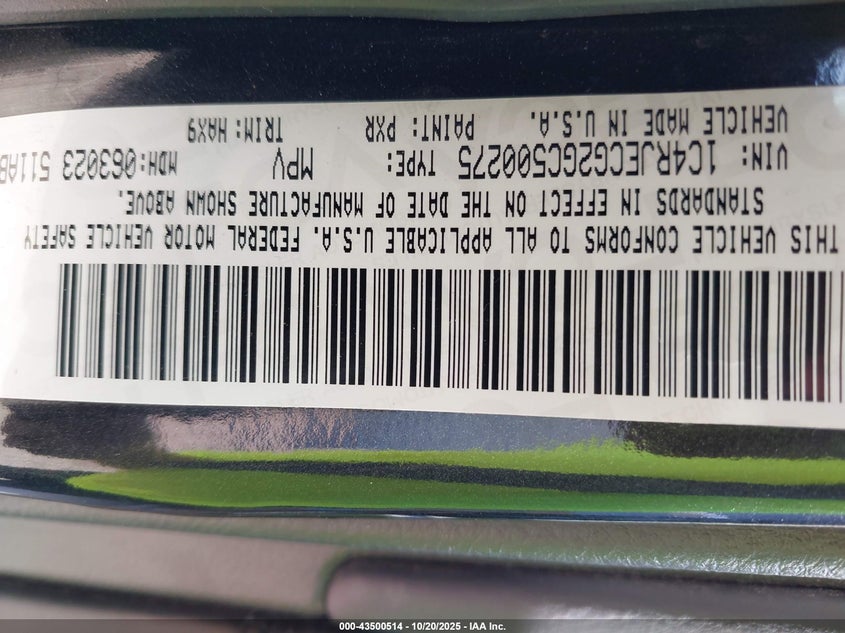 THIS VEHICLE CONFORMS TO ALL APPLICABLE U.S.A. FEDERAL MOTOR VEHICLE SAFETY
STANDARDS IN EFFECT ON THE DATE OF MANUFACTURE SHOWN ABOVE.
VIN: 1C4RJECG2GC500275 TYPE: MPV MDH:063023 511AB
VEHICLE MADE IN U.S.A. PAINT: PXR TRIM: HAX9
000-43500514 - 10/20/2025 - IAA Inc.